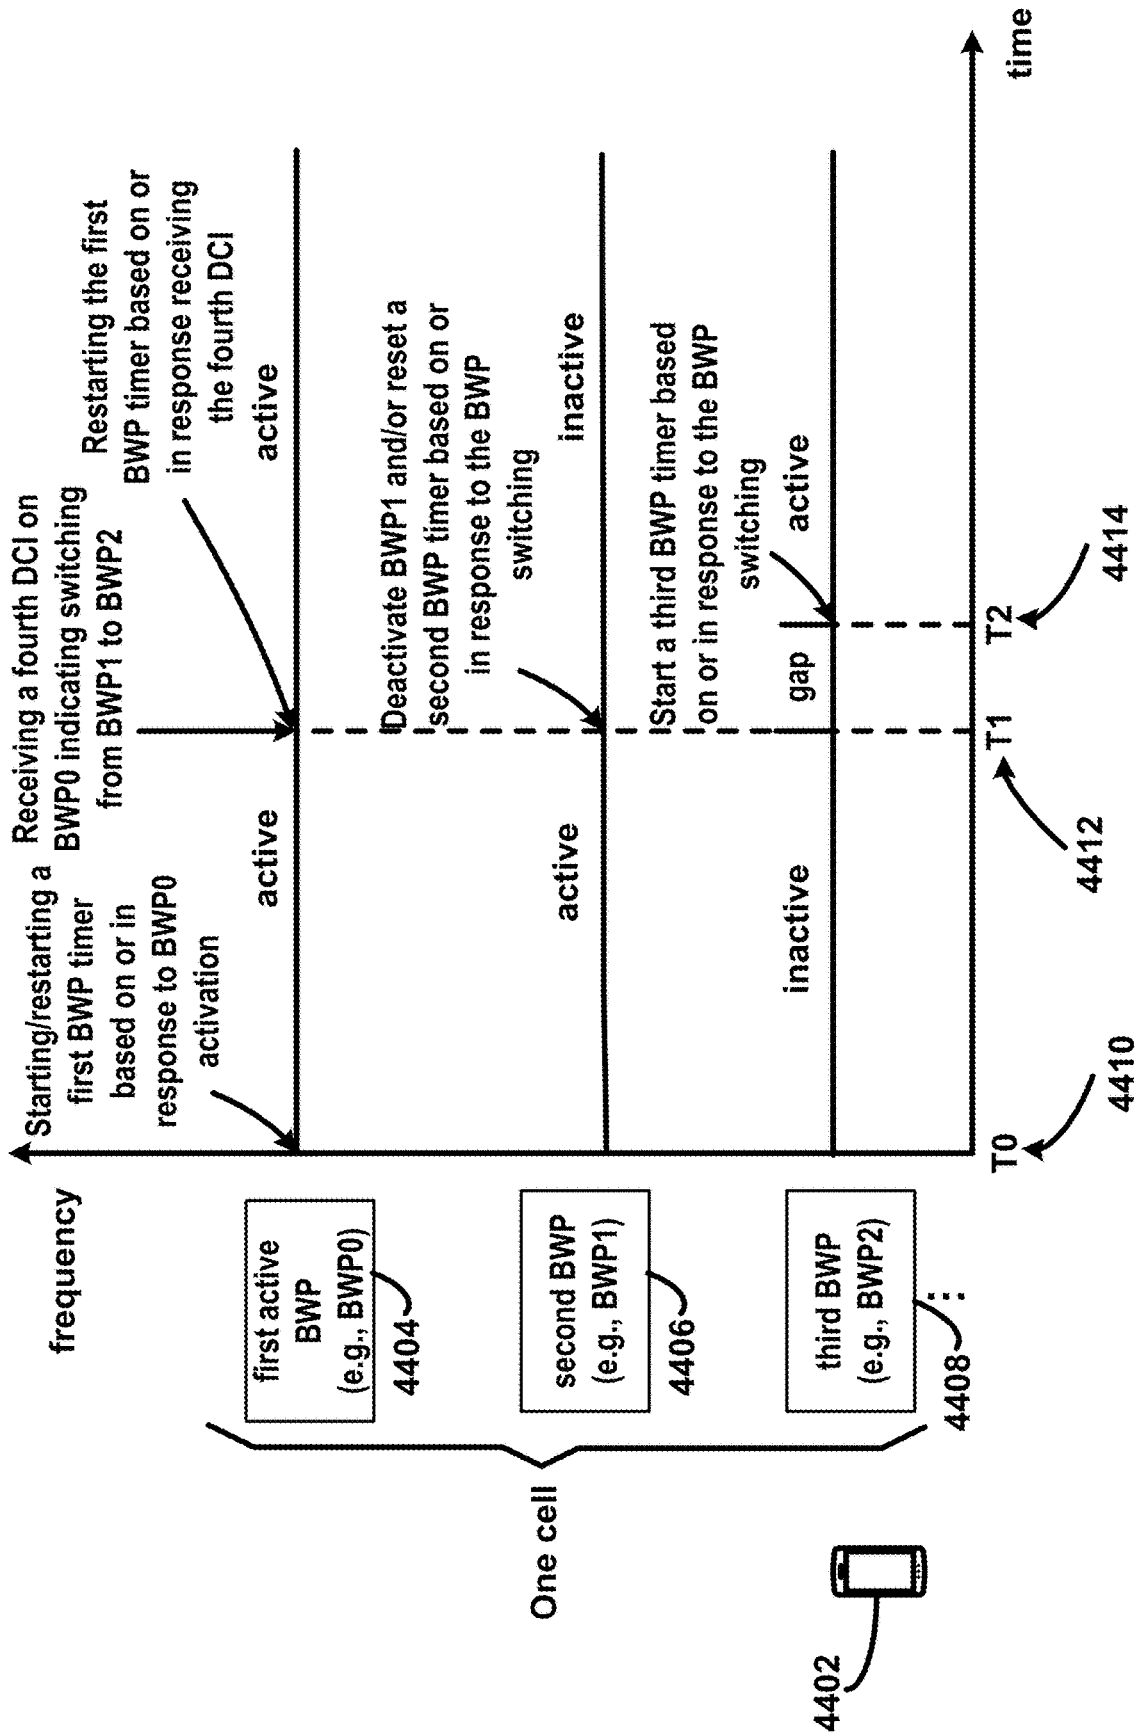 frequency
Starting/restarting a
first BWP timer
based on or in
response to BWP0
activation
Receiving a fourth DCI on
BWP0 indicating switching
from BWP1 to BWP2
Restarting the first
BWP timer based on or
in response receiving
the fourth DCI
first active
BWP
(e.g., BWP0)
4404
active
active
Deactivate BWP1 and/or reset a
second BWP timer based on or
in response to the BWP
switching
One cell
second BWP
(e.g., BWP1)
4406
active
inactive
Start a third BWP timer based
on or in response to the BWP
switching
third BWP
(e.g., BWP2)
4408
inactive
gap
active
4402
T0
T1
T2
time
4410
4412
4414